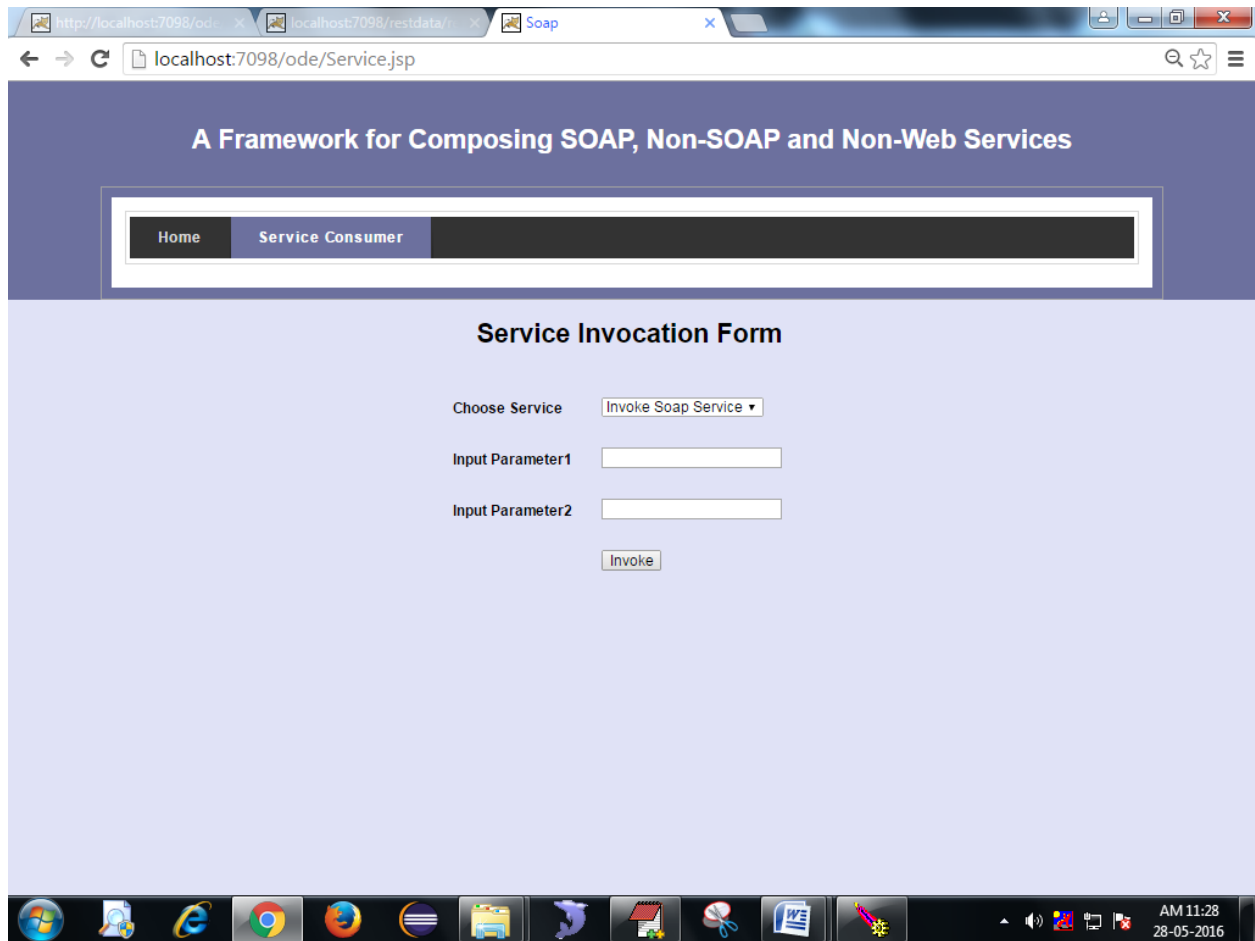 http://localhost:7098/ode
localhost:7098/restdata/r
Soap
localhost:7098/ode/Service.jsp
A Framework for Composing SOAP, Non-SOAP and Non-Web Services
Home
Service Consumer
Service Invocation Form
Choose Service
Invoke Soap Service
Input Parameter1
Input Parameter2
Invoke
AM 11:28
28-05-2016